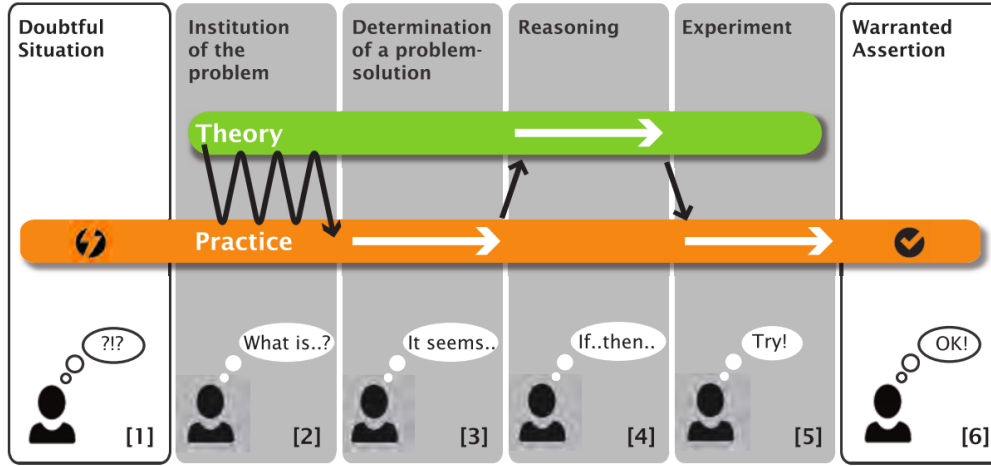 Doubtful
Situation
Institution
of the
problem
Determination
of a problem-
solution
Reasoning
Experiment
Warranted
Assertion
Theory
Practice
?!?
What is..?
It seems..
If..then..
Try!
OK!
[1]
[2]
[3]
[4]
[5]
[6]